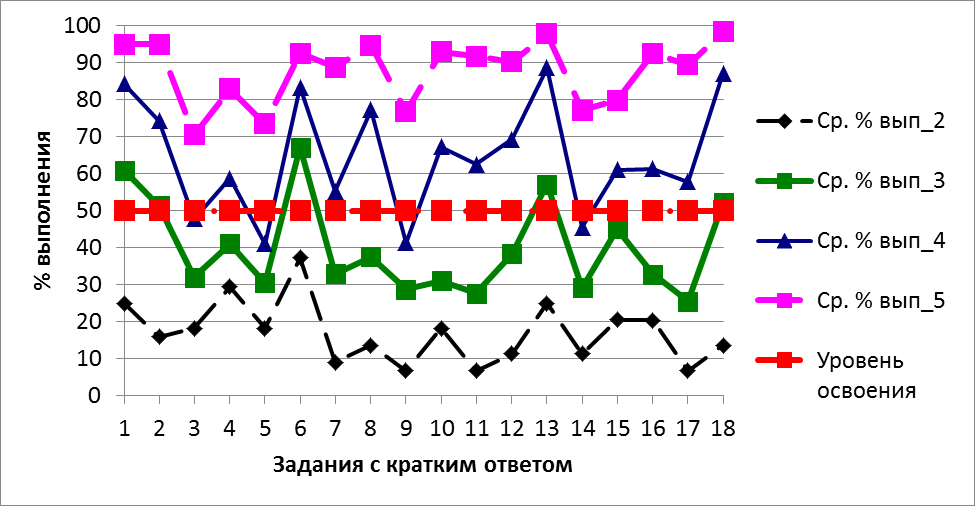 % выполнения
100
90
80
70
60
50
40
30
20
10
0
1 2 3 4 5 6 7 8 9 10 11 12 13 14 15 16 17 18
Задания с кратким ответом
Ср. % вып_2
Ср. % вып_3
Ср. % вып_4
Ср. % вып_5
Уровень
освоения